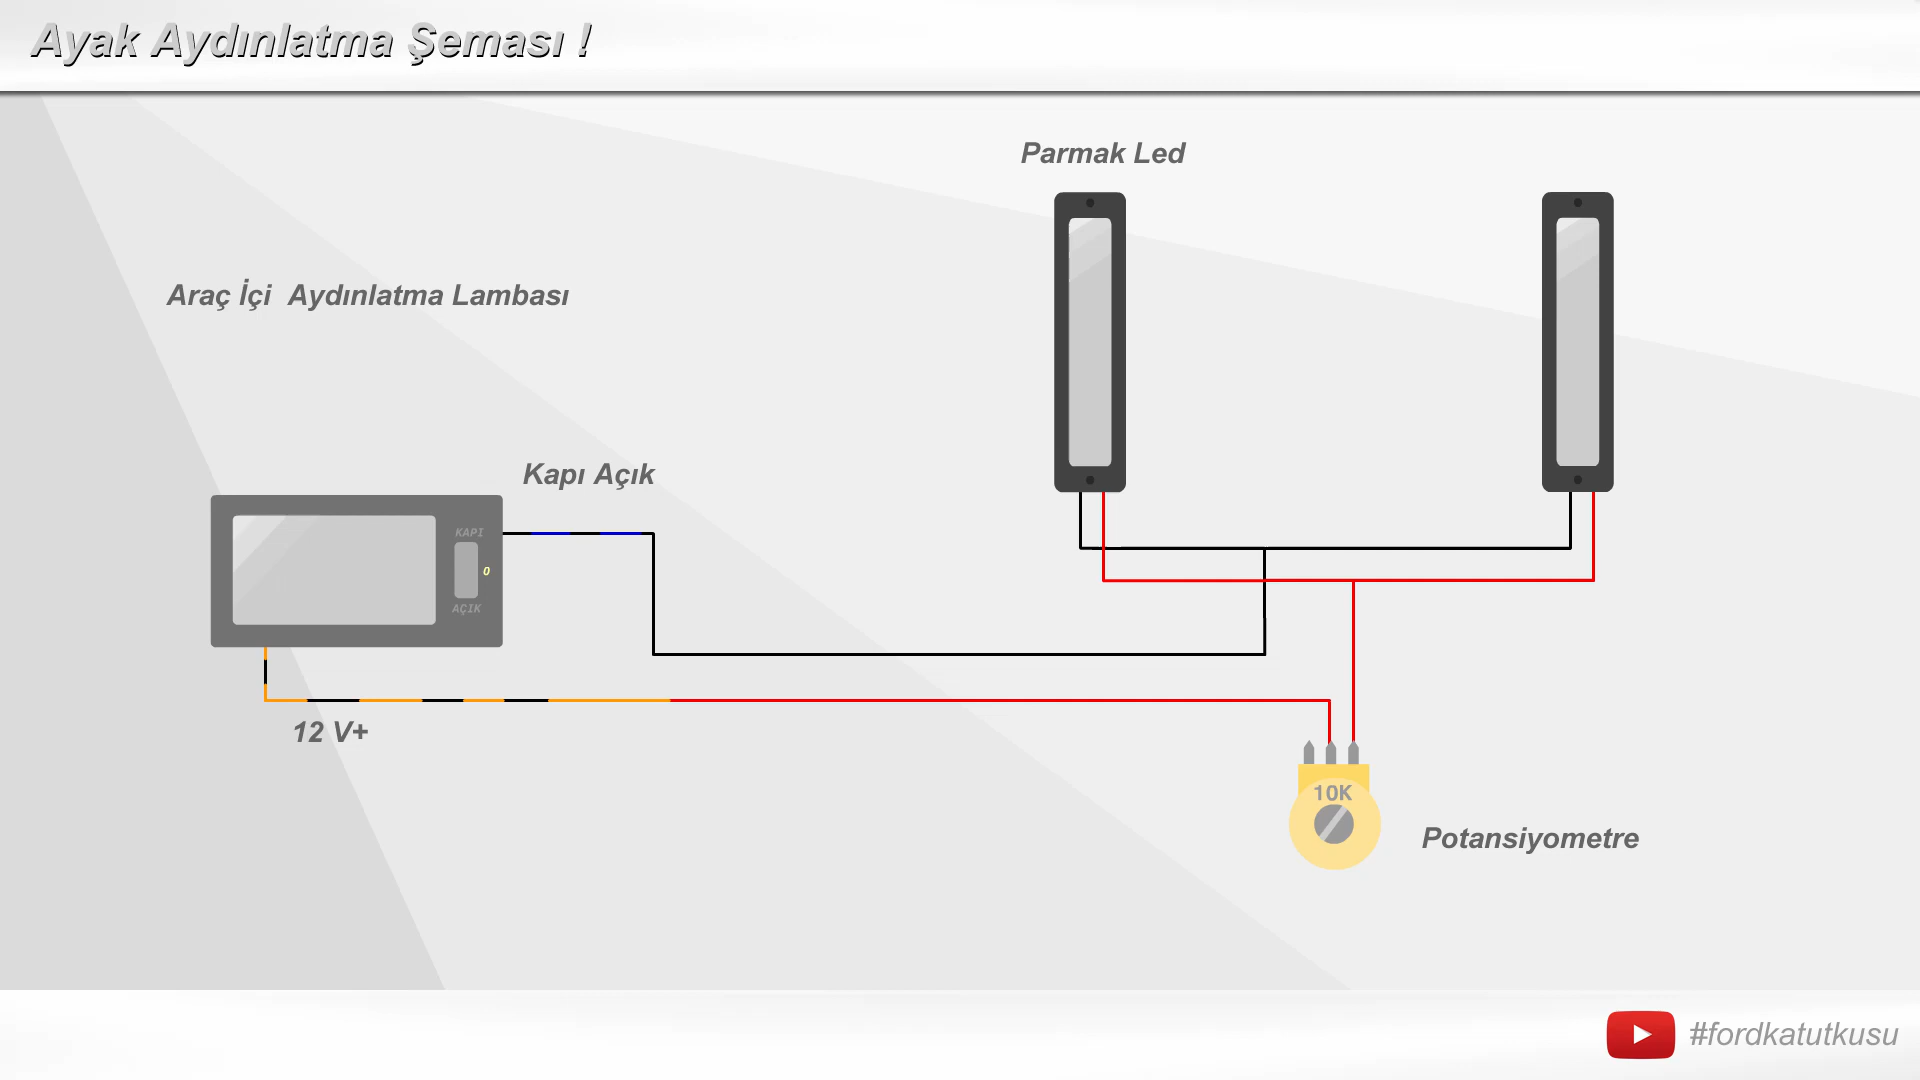 Ayak Aydınlatma Şeması !
Parmak Led
Araç İçi  Aydınlatma Lambası
Kapı Açık
KAPI
0
AÇIK
12 V+
10K
Potansiyometre
#fordkatutkusu